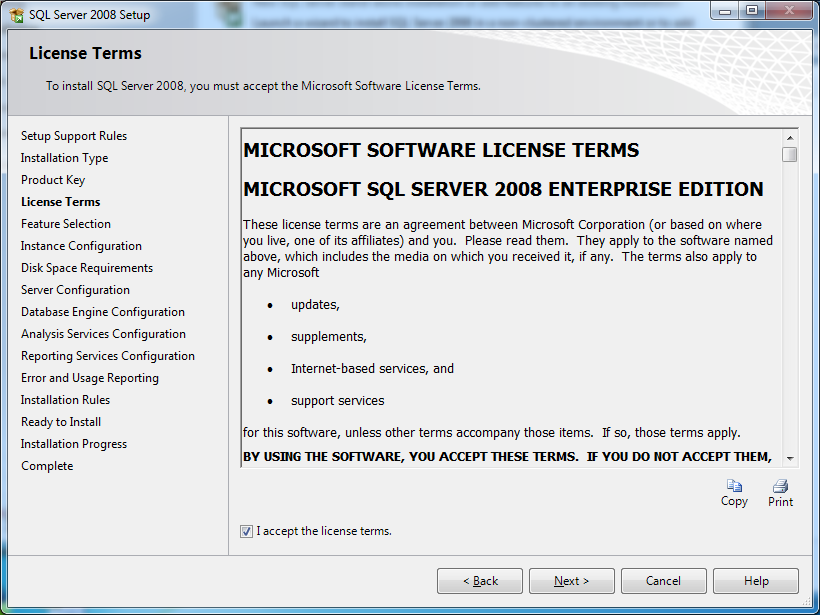 SQL Server 2008 Setup
License Terms
To install SQL Server 2008, you must accept the Microsoft Software License Terms.
Setup Support Rules
Installation Type
Product Key
License Terms
Feature Selection
Instance Configuration
Disk Space Requirements
Server Configuration
Database Engine Configuration
Analysis Services Configuration
Reporting Services Configuration
Error and Usage Reporting
Installation Rules
Ready to Install
Installation Progress
Complete
MICROSOFT SOFTWARE LICENSE TERMS
MICROSOFT SQL SERVER 2008 ENTERPRISE EDITION
These license terms are an agreement between Microsoft Corporation (or based on where
you live, one of its affiliates) and you.  Please read them.  They apply to the software named
above, which includes the media on which you received it, if any.  The terms also apply to
any Microsoft
• updates,
• supplements,
• Internet-based services, and
• support services
for this software, unless other terms accompany those items.  If so, those terms apply.
BY USING THE SOFTWARE, YOU ACCEPT THESE TERMS.  IF YOU DO NOT ACCEPT THEM,
Copy
Print
I accept the license terms.
< Back
Next >
Cancel
Help